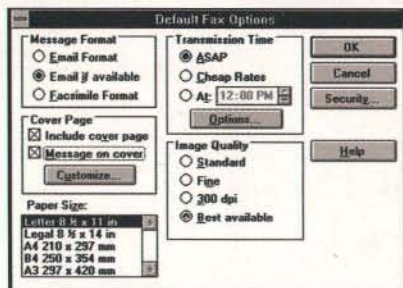 Default Fax Options
Message Format
Email Format
Email if available
Facsimile Format
Cover Page
Include cover page
Message on cover
Customize...
Paper Size:
Letter 8 ½ x 11 in
Legal 8 ½ x 14 in
A4 210 x 297 mm
B4 250 x 354 mm
A3 297 x 420 mm
Transmission Time
ASAP
Cheap Rates
At: 12:00 PM
Options...
Image Quality
Standard
Fine
300 dpi
Best available
OK
Cancel
Security...
Help